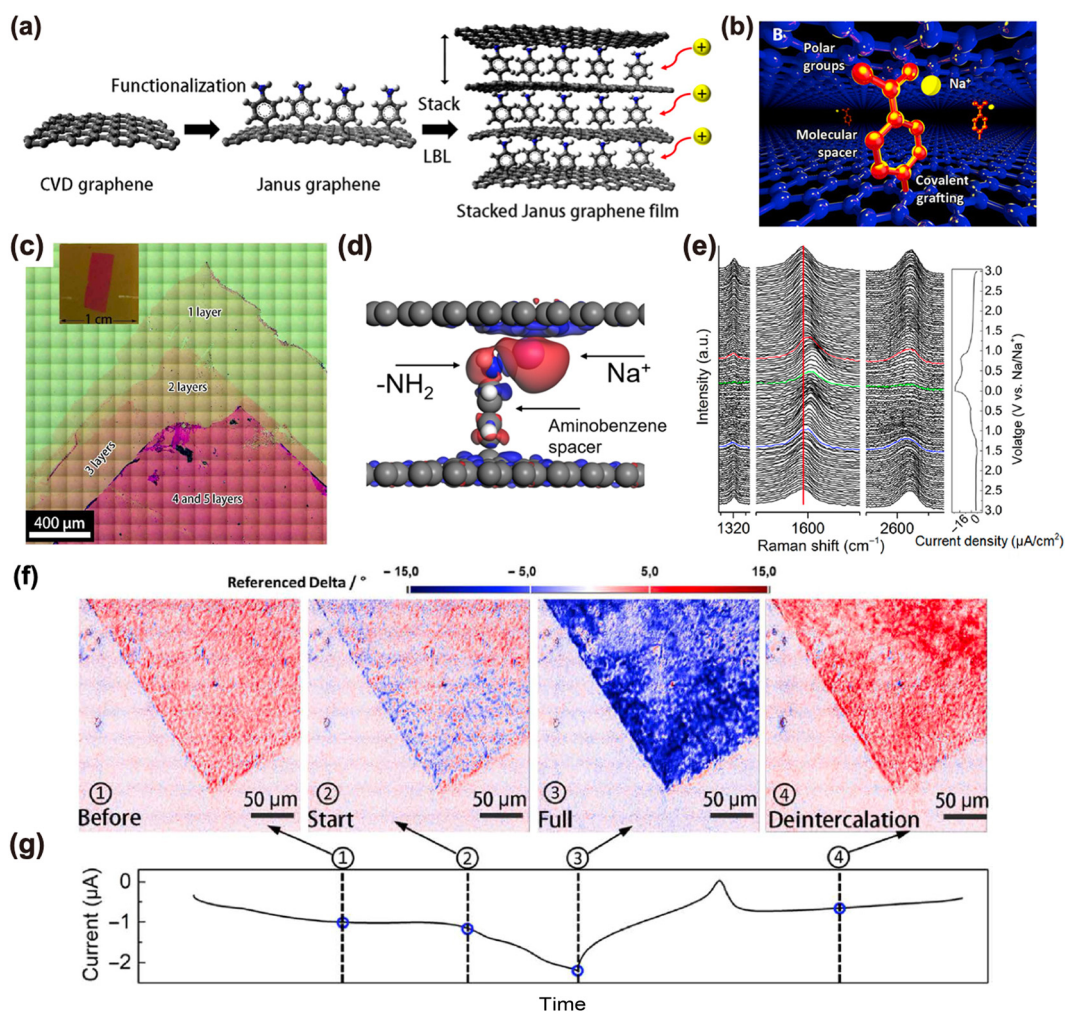 (a)
Functionalization
Stack
LBL
CVD graphene
Janus graphene
Stacked Janus graphene film
+
+
+
(b)
B
Polar
groups
Na⁺
Molecular
spacer
Covalent
grafting
(c)
1 cm
1 layer
2 layers
3 layers
4 and 5 layers
400 μm
(d)
-NH₂
Na⁺
Aminobenzene
spacer
(e)
Intensity (a.u.)
1320
1600
2600
Raman shift (cm⁻¹)
3.0
2.5
2.0
1.5
1.0
0.5
0.0
0.5
1.0
1.5
2.0
2.5
3.0
Volatge (V vs. Na/Na⁺)
-16
0
Current density (μA/cm²)
(f)
Referenced Delta / °
-15,0
-5,0
5,0
15,0
① Before
50 μm
② Start
50 μm
③ Full
50 μm
④ Deintercalation
50 μm
(g)
① ② ③ ④
Current (μA)
0
−1
−2
Time